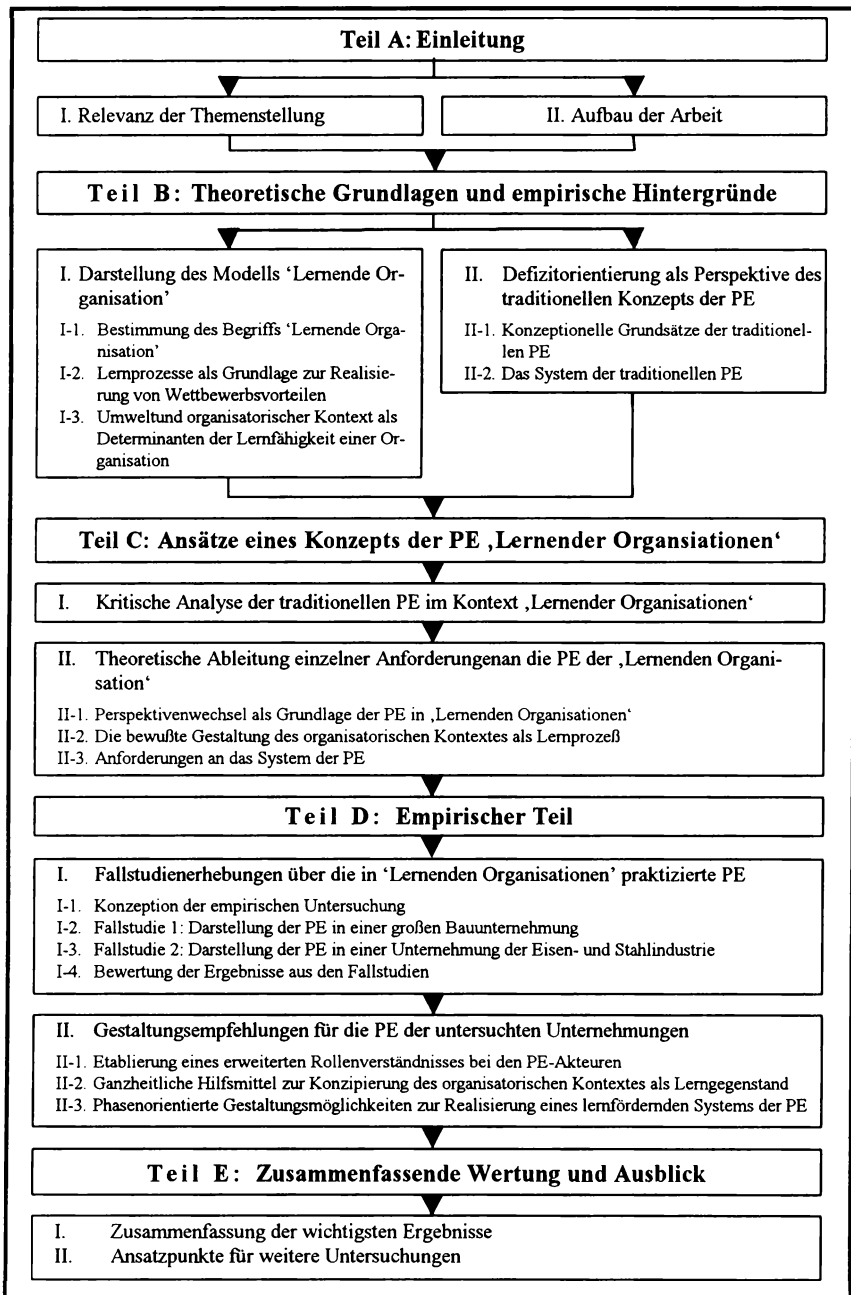 Teil A: Einleitung
I. Relevanz der Themenstellung
II. Aufbau der Arbeit
Teil B: Theoretische Grundlagen und empirische Hintergründe
I. Darstellung des Modells ‘Lernende Or-
ganisation’
I-1. Bestimmung des Begriffs ‘Lernende Orga-
nisation’
I-2. Lernprozesse als Grundlage zur Realisie-
rung von Wettbewerbsvorteilen
I-3. Umweltund organisatorischer Kontext als
Determinanten der Lernfähigkeit einer Or-
ganisation
II. Defizitorientierung als Perspektive des
traditionellen Konzepts der PE
II-1. Konzeptionelle Grundsätze der traditionel-
len PE
II-2. Das System der traditionellen PE
Teil C: Ansätze eines Konzepts der PE ‚Lernender Organsiationen‘
I. Kritische Analyse der traditionellen PE im Kontext ‚Lernender Organisationen‘
II. Theoretische Ableitung einzelner Anforderungenan die PE der ‚Lernenden Organi-
sation‘
II-1. Perspektivenwechsel als Grundlage der PE in ‚Lernenden Organisationen‘
II-2. Die bewußte Gestaltung des organisatorischen Kontextes als Lernprozeß
II-3. Anforderungen an das System der PE
Teil D: Empirischer Teil
I. Fallstudienerhebungen über die in ‘Lernenden Organisationen’ praktizierte PE
I-1. Konzeption der empirischen Untersuchung
I-2. Fallstudie 1: Darstellung der PE in einer großen Bauunternehmung
I-3. Fallstudie 2: Darstellung der PE in einer Unternehmung der Eisen- und Stahlindustrie
I-4. Bewertung der Ergebnisse aus den Fallstudien
II. Gestaltungsempfehlungen für die PE der untersuchten Unternehmungen
II-1. Etablierung eines erweiterten Rollenverständnisses bei den PE-Akteuren
II-2. Ganzheitliche Hilfsmittel zur Konzipierung des organisatorischen Kontextes als Lerngegenstand
II-3. Phasenorientierte Gestaltungsmöglichkeiten zur Realisierung eines lernfördernden Systems der PE
Teil E: Zusammenfassende Wertung und Ausblick
I. Zusammenfassung der wichtigsten Ergebnisse
II. Ansatzpunkte für weitere Untersuchungen